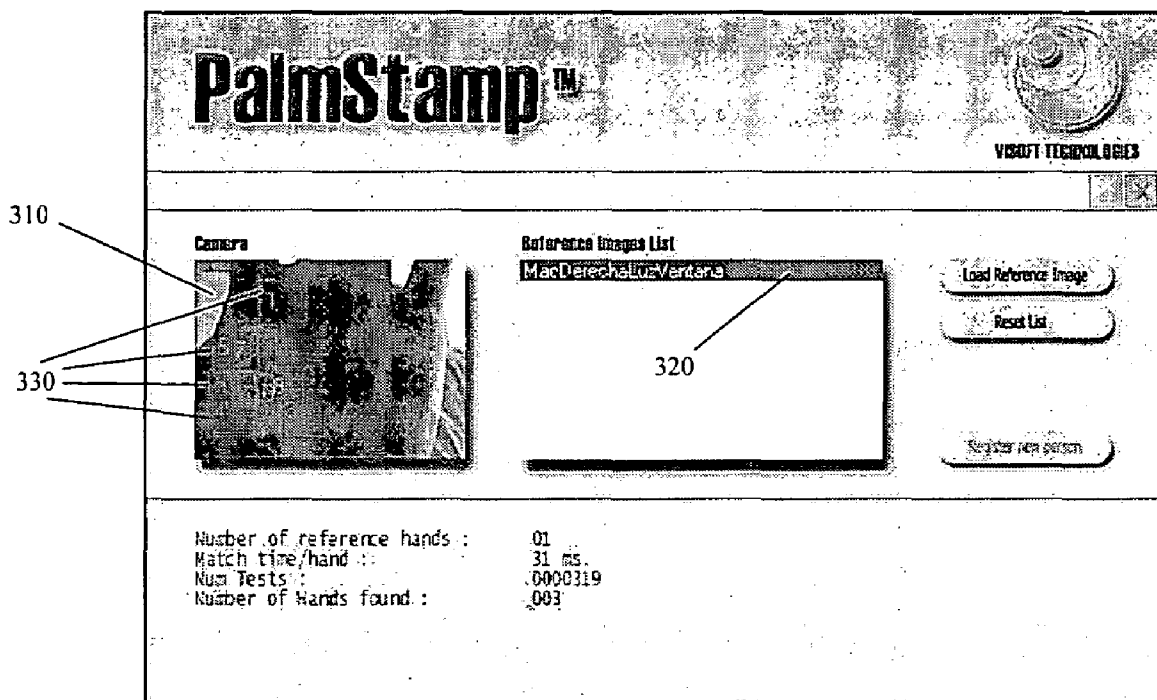 PalmStamp™
VISOFT TECHNOLOGIES
310
Camera
Reference Images List
MacDerechaLuzVentana
Load Reference Image
Reset List
320
330
Register new person
Number of reference hands : 01
Match time/hand : 31 ms.
Num Tests : 0000319
Number of Hands found : 003